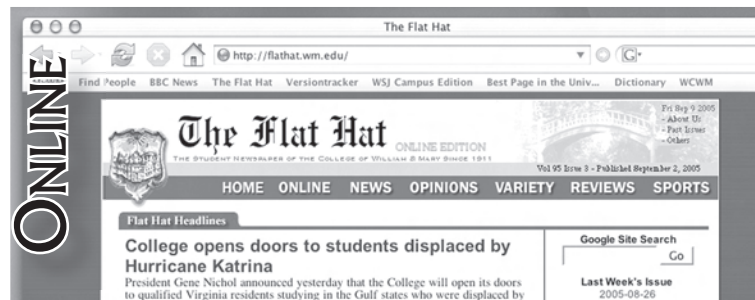 ONLINE
The Flat Hat
http://flathat.wm.edu/
G
Find People BBC News The Flat Hat Versiontracker WSJ Campus Edition Best Page in the Univ... Dictionary WCWM
Fri Sep 9 2005
- About Us
- Past Issues
- Others
The Flat Hat ONLINE EDITION
THE STUDENT NEWSPAPER OF THE COLLEGE OF WILLIAM & MARY SINCE 1911
Vol 95 Issue 3 - Published September 2, 2005
HOME ONLINE NEWS OPINIONS VARIETY REVIEWS SPORTS
Flat Hat Headlines
College opens doors to students displaced by
Hurricane Katrina
President Gene Nichol announced yesterday that the College will open its doors
to qualified Virginia residents studying in the Gulf states who were displaced by
Google Site Search
Go
Last Week's Issue
2005-08-26